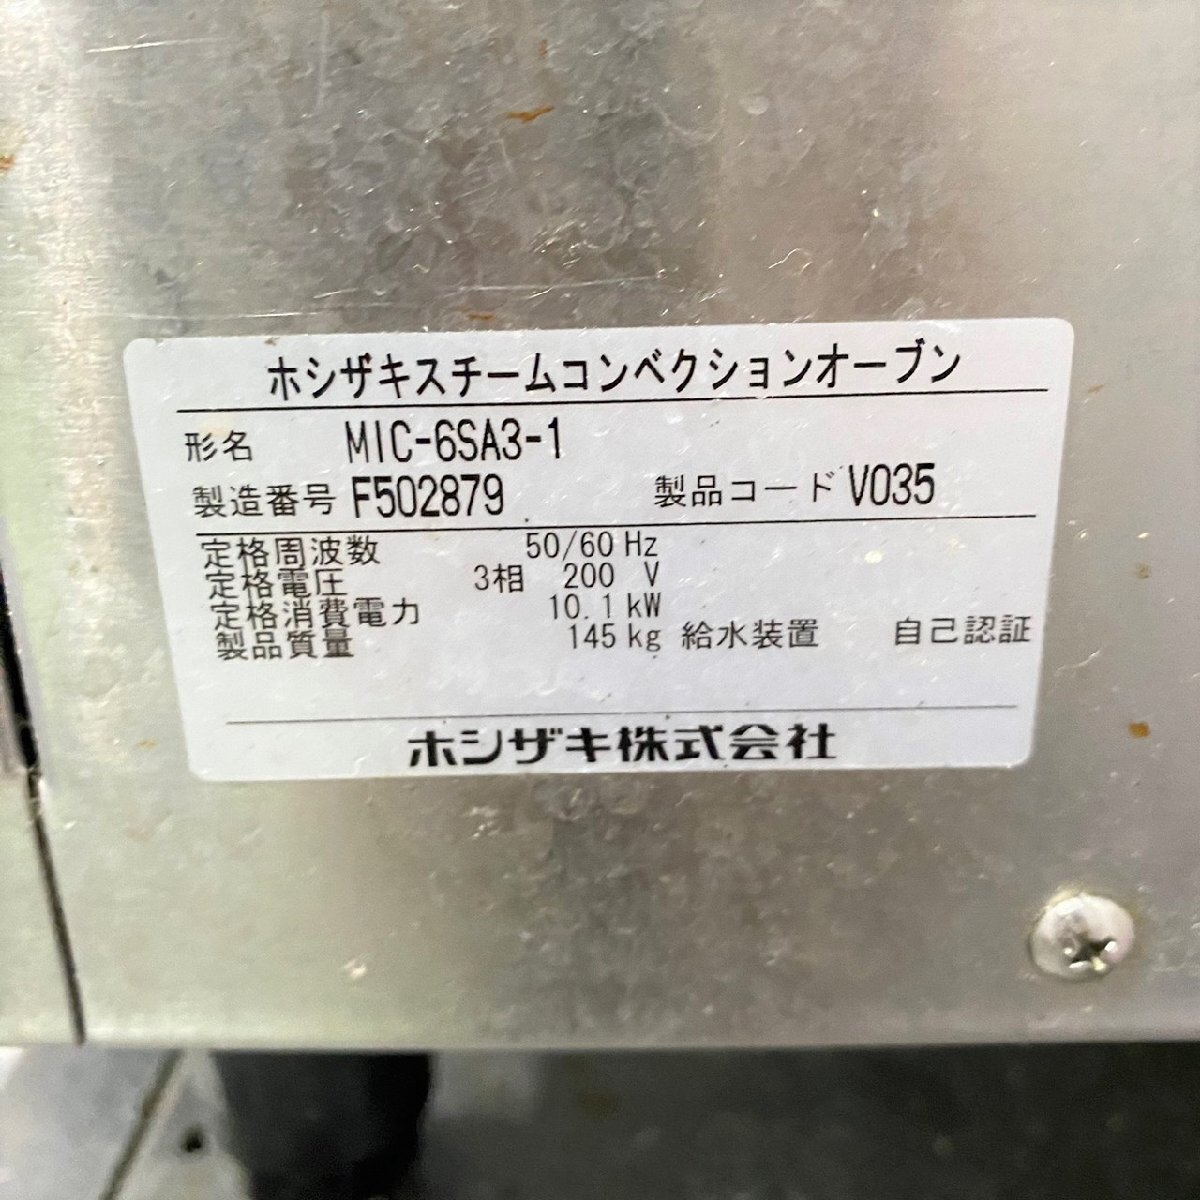 ホシザキスチームコンベクションオーブン
形名 MIC-6SA3-1
製造番号 F502879 製品コード V035
定格周波数 50/60 Hz
定格電圧 3相 200 V
定格消費電力 10.1 kW
製品質量 145 kg 給水装置 自己認証
ホシザキ株式会社